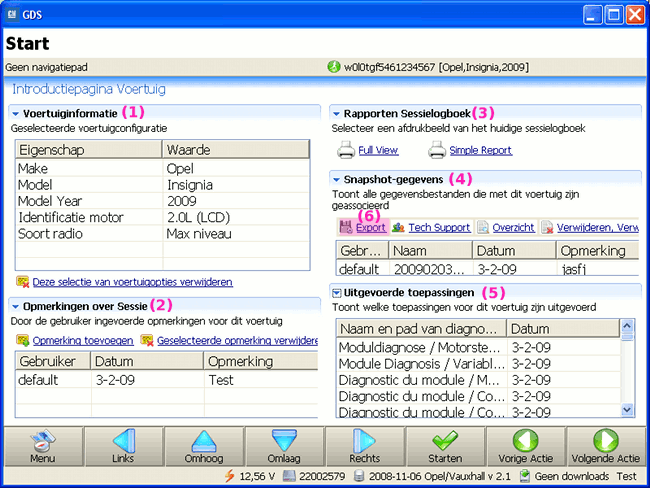 GDS
Start
Geen navigatiepad
w0l0tgf5461234567 [Opel,Insignia,2009]
Introductiepagina Voertuig
Voertuiginformatie (1)
Geselecteerde voertuigconfiguratie
Eigenschap Waarde
Make Opel
Model Insignia
Model Year 2009
Identificatie motor 2.0L (LCD)
Soort radio Max niveau
Deze selectie van voertuigopties verwijderen
Opmerkingen over Sessie (2)
Door de gebruiker ingevoerde opmerkingen voor dit voertuig
Opmerking toevoegen Geselecteerde opmerking verwijdere
Gebruiker Datum Opmerking
default 3-2-09 Test
Rapporten Sessielogboek (3)
Selecteer een afdrukbeeld van het huidige sessielogboek
Full View Simple Report
Snapshot-gegevens (4)
Toont alle gegevensbestanden die met dit voertuig zijn
geassocieerd
(6)
Export Tech Support Overzicht Verwijderen, Verw
Gebr... Naam Datum Opmerking
default 20090203... 3-2-09 jasfj
Uitgevoerde toepassingen (5)
Toont welke toepassingen voor dit voertuig zijn uitgevoerd
Naam en pad van diagno... Datum
Moduldiagnose / Motorste... 3-2-09
Module Diagnosis / Variabl... 3-2-09
Diagnostic du module / M... 3-2-09
Diagnostic du module / Co... 3-2-09
Diagnostic du module / Co... 3-2-09
Menu Links Omhoog Omlaag Rechts Starten Vorige Actie Volgende Actie
12,56 V 22002579 2008-11-06 Opel/Vauxhall v 2.1 Geen downloads Test